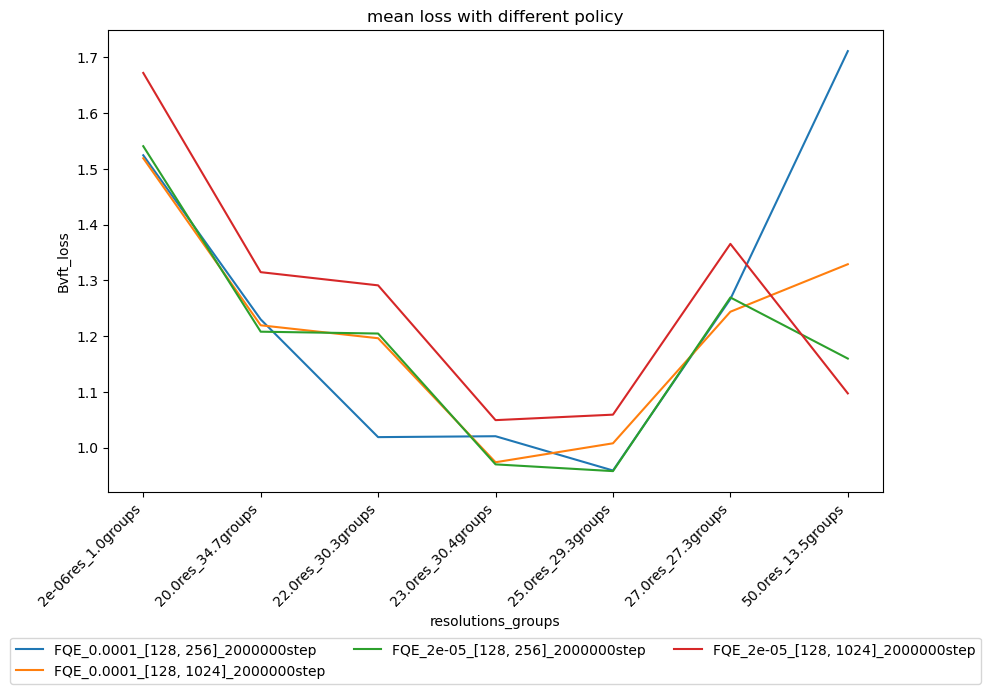 mean loss with different policy
Bvft_loss
1.7
1.6
1.5
1.4
1.3
1.2
1.1
1.0
2e-06res_1.0groups
20.0res_34.7groups
22.0res_30.3groups
23.0res_30.4groups
25.0res_29.3groups
27.0res_27.3groups
50.0res_13.5groups
resolutions_groups
FQE_0.0001_[128, 256]_2000000step
FQE_0.0001_[128, 1024]_2000000step
FQE_2e-05_[128, 256]_2000000step
FQE_2e-05_[128, 1024]_2000000step